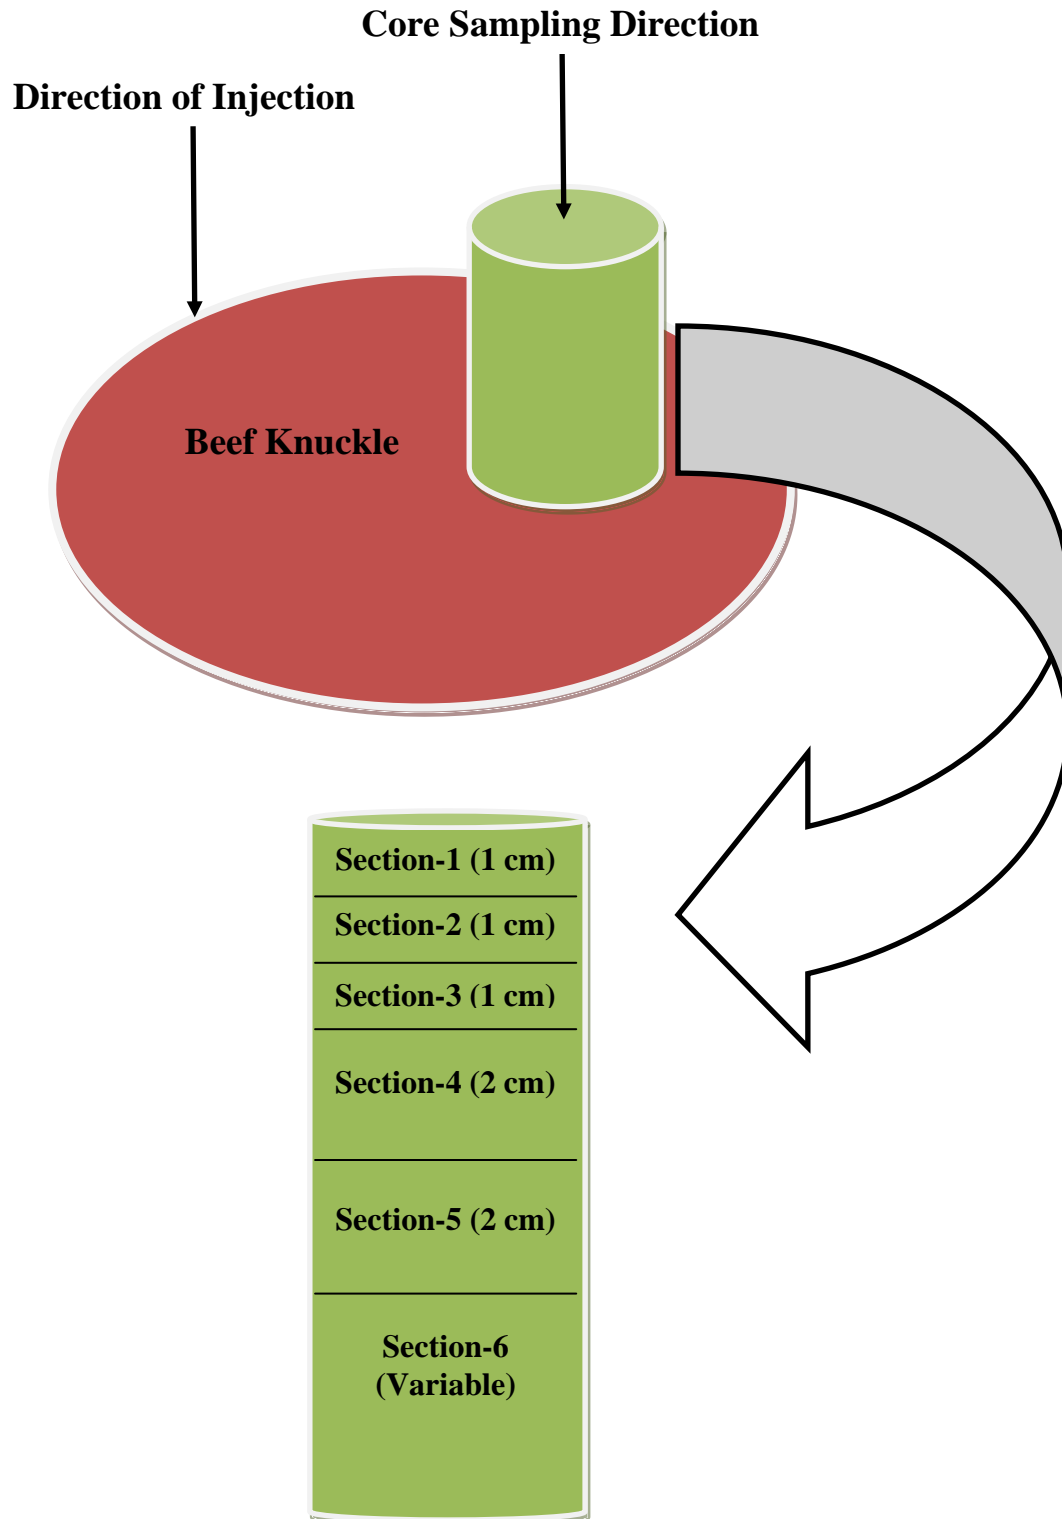 Core Sampling Direction
Direction of Injection
Beef Knuckle
Section-1 (1 cm)
Section-2 (1 cm)
Section-3 (1 cm)
Section-4 (2 cm)
Section-5 (2 cm)
Section-6
(Variable)